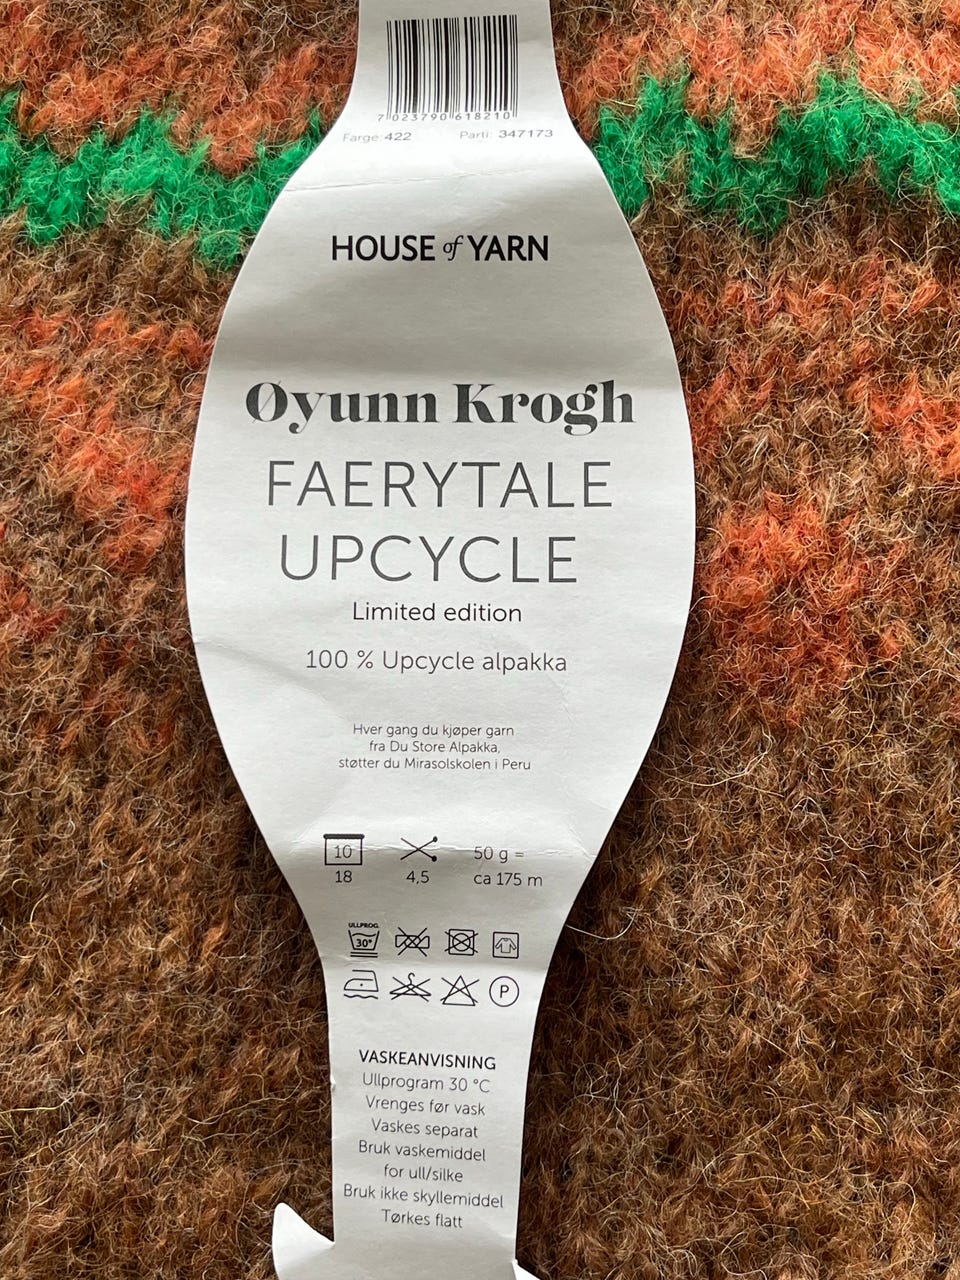 7 023790 618210
Farge: 422 Parti: 347173
HOUSE of YARN
Øyunn Krogh
FAERYTALE
UPCYCLE
Limited edition
100 % Upcycle alpakka
Hver gang du kjøper garn
fra Du Store Alpakka,
støtter du Mirasolskolen i Peru
10 50 g =
18 4,5 ca 175 m
ULLPROG.
30°
P
VASKEANVISNING
Ullprogram 30 °C
Vrenges før vask
Vaskes separat
Bruk vaskemiddel
for ull/silke
Bruk ikke skyllemiddel
Tørkes flatt